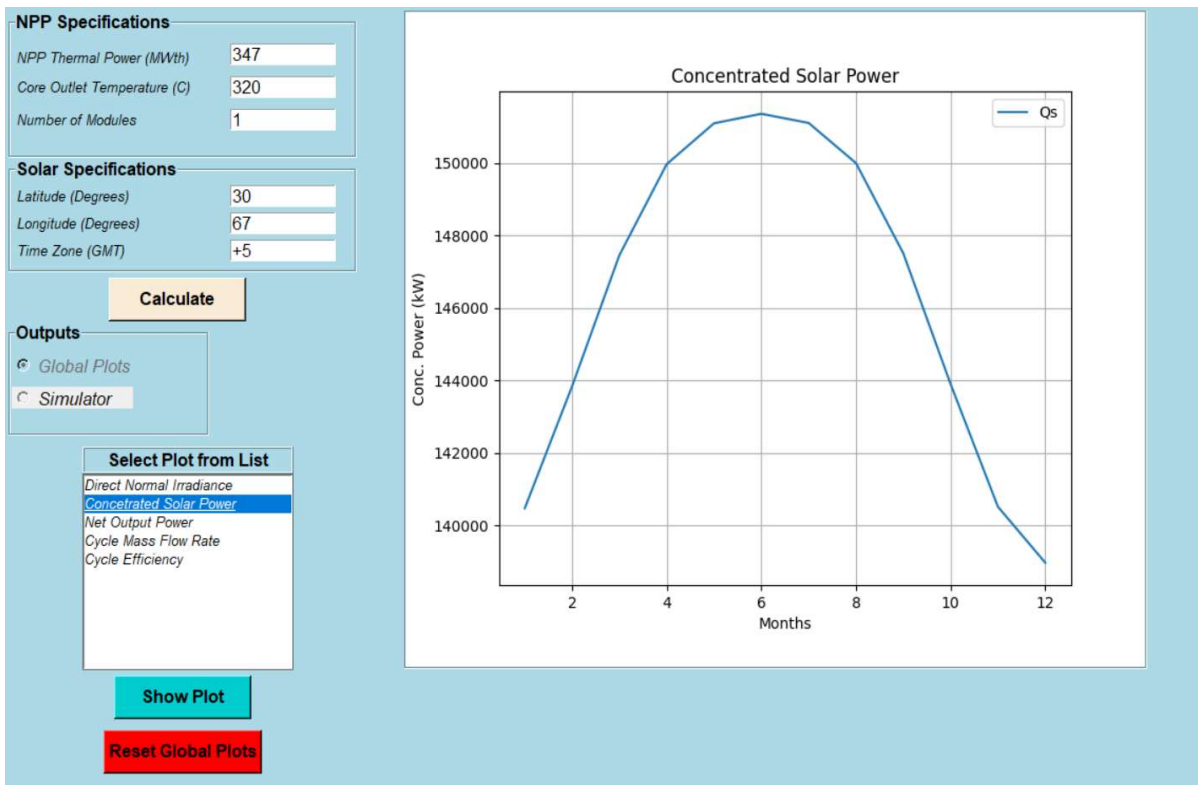 NPP Specifications
NPP Thermal Power (MWth) 347
Core Outlet Temperature (C) 320
Number of Modules 1
Solar Specifications
Latitude (Degrees) 30
Longitude (Degrees) 67
Time Zone (GMT) +5
Calculate
Outputs
Global Plots
Simulator
Select Plot from List
Direct Normal Irradiance
Concetrated Solar Power
Net Output Power
Cycle Mass Flow Rate
Cycle Efficiency
Show Plot
Reset Global Plots
Concentrated Solar Power
Qs
150000
148000
146000
144000
142000
140000
Conc. Power (kW)
2 4 6 8 10 12
Months